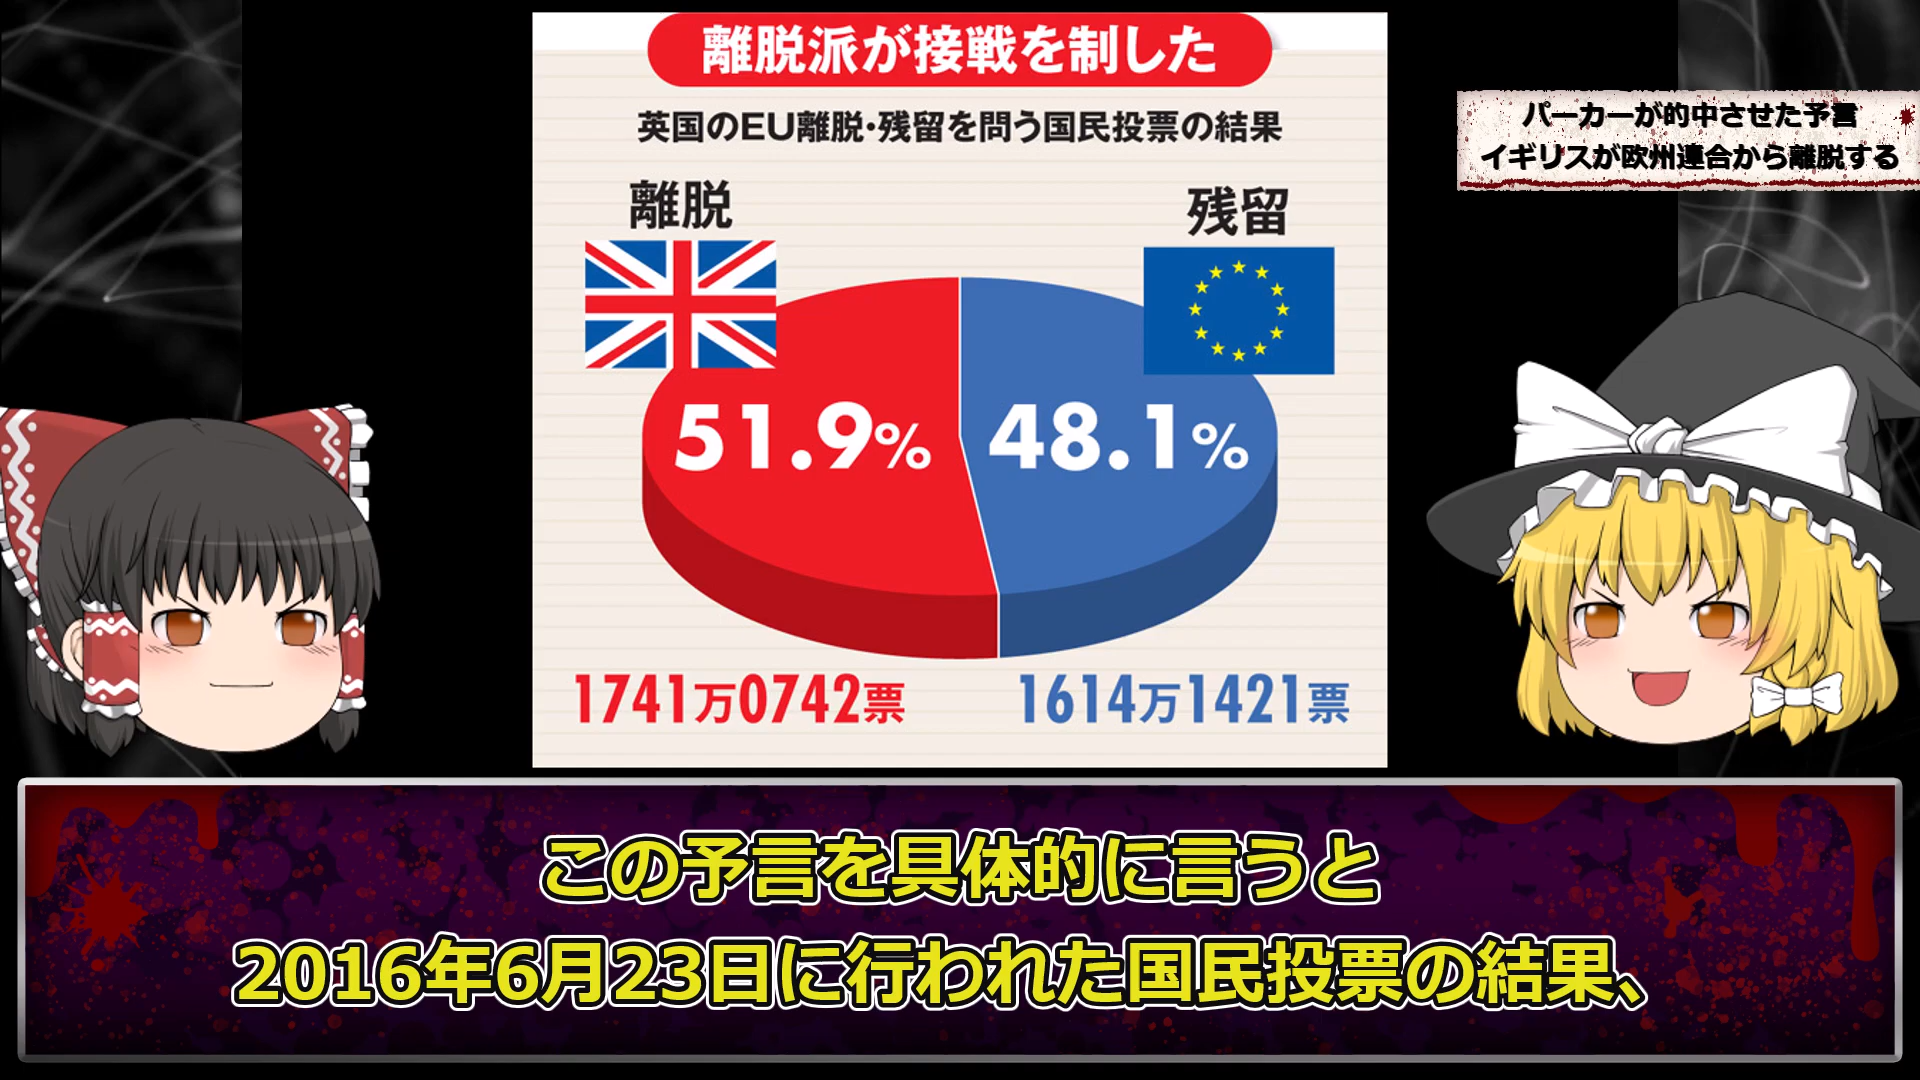 離脱派が接戦を制した
英国のEU離脱・残留を問う国民投票の結果
パーカーが的中させた予言
イギリスが欧州連合から離脱する
離脱
残留
51.9%
48.1%
1741万0742票
1614万1421票
この予言を具体的に言うと
2016年6月23日に行われた国民投票の結果、